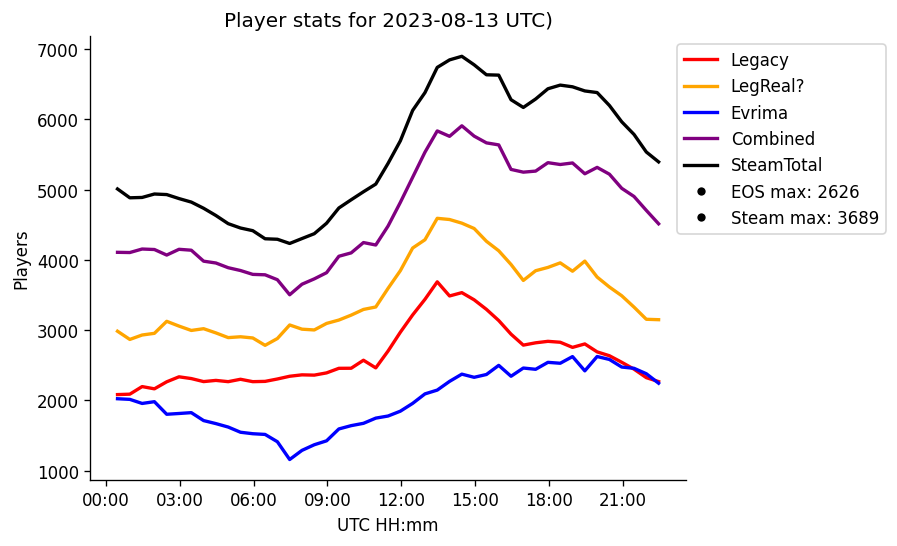 Player stats for 2023-08-13 UTC)
7000
6000
5000
4000
3000
2000
1000
Players
00:00 03:00 06:00 09:00 12:00 15:00 18:00 21:00
UTC HH:mm
Legacy
LegReal?
Evrima
Combined
SteamTotal
EOS max: 2626
Steam max: 3689